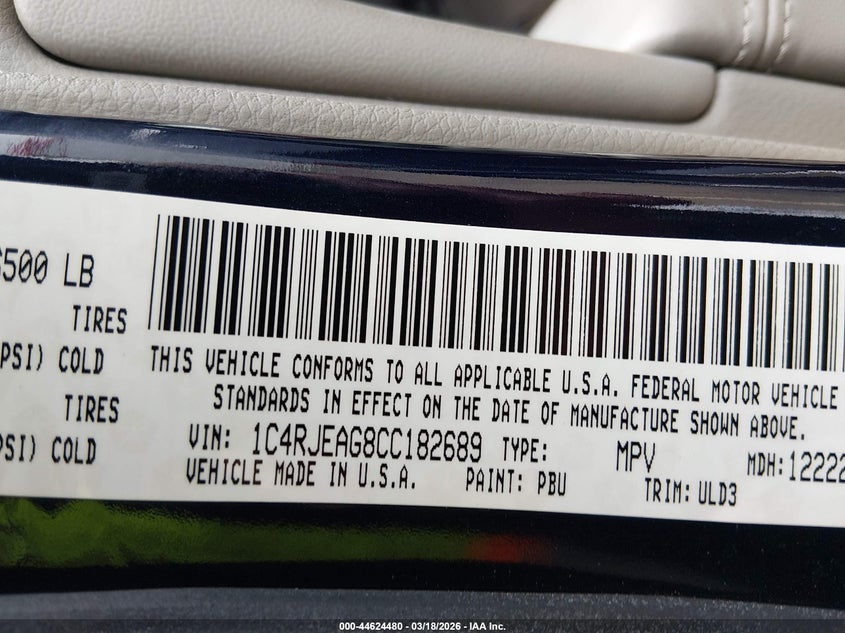 6500 LB
TIRES
PSI) COLD
TIRES
PSI) COLD
THIS VEHICLE CONFORMS TO ALL APPLICABLE U.S.A. FEDERAL MOTOR VEHICLE
STANDARDS IN EFFECT ON THE DATE OF MANUFACTURE SHOWN ABOVE.
VIN: 1C4RJEAG8CC182689 TYPE: MPV MDH:12222
VEHICLE MADE IN U.S.A. PAINT: PBU TRIM: ULD3
000-44624480 - 03/18/2026 - IAA Inc.